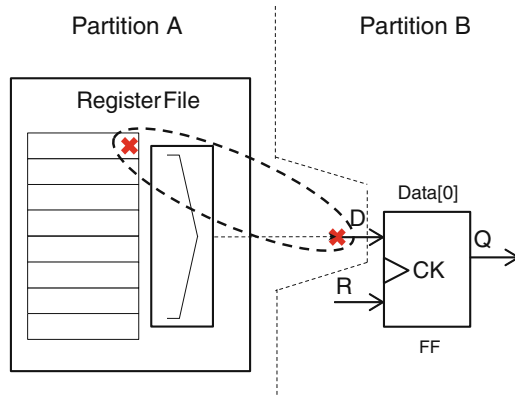 Partition A
Partition B
RegisterFile
Data[0]
D
Q
CK
R
FF